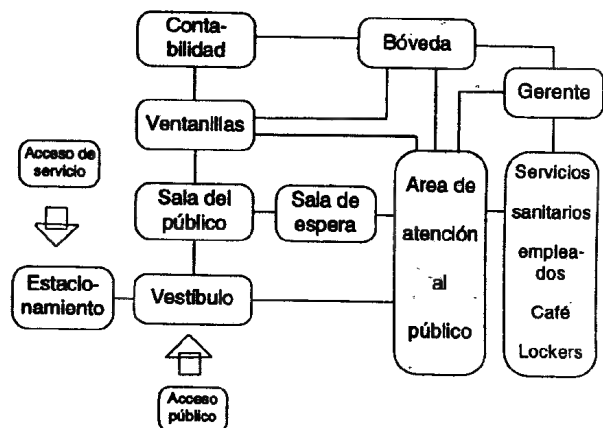 Conta-
bilidad
Bóveda
Gerente
Ventanillas
Acceso de
servicio
Sala del
público
Sala de
espera
Area de
atención
al
público
Servicios
sanitarios
emplea-
dos
Café
Lockers
Estacio-
namiento
Vestíbulo
Acceso
público